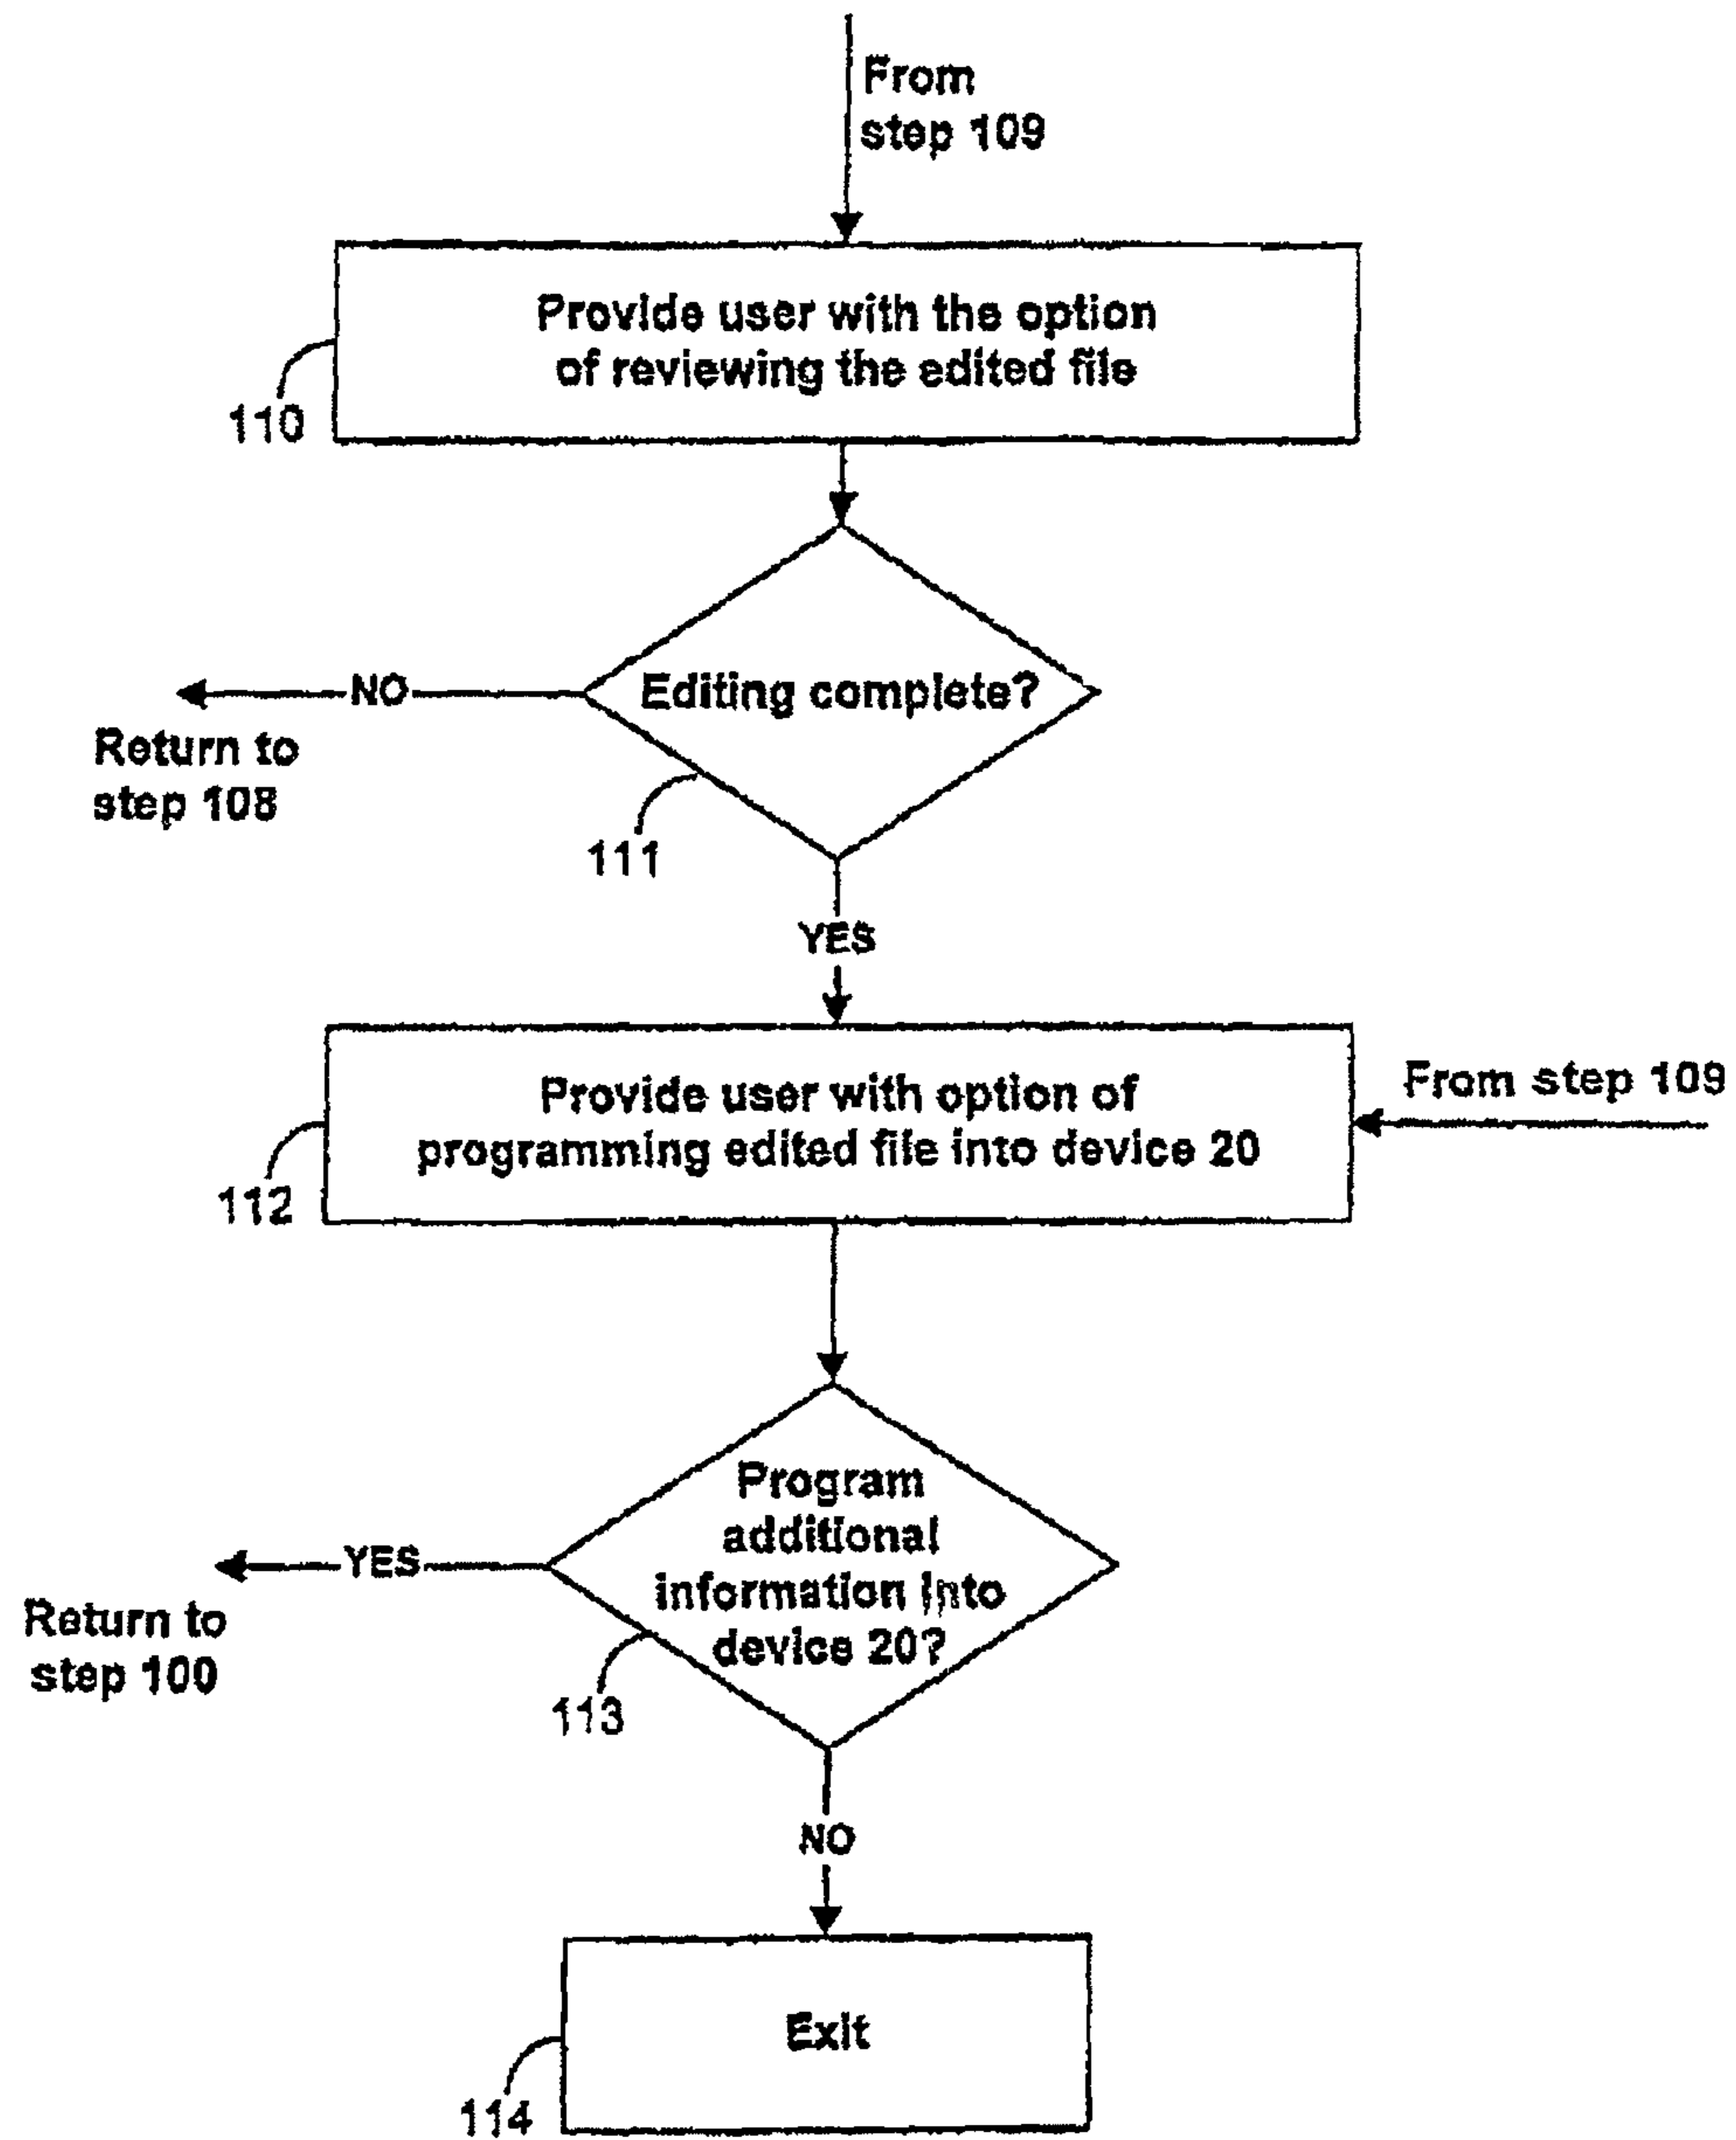 From
step 109
Provide user with the option
of reviewing the edited file
110
Editing complete?
NO
Return to
step 108
111
YES
Provide user with option of
programming edited file into device 20
From step 109
112
Program
additional
information into
device 20?
YES
Return to
step 100
113
NO
Exit
114